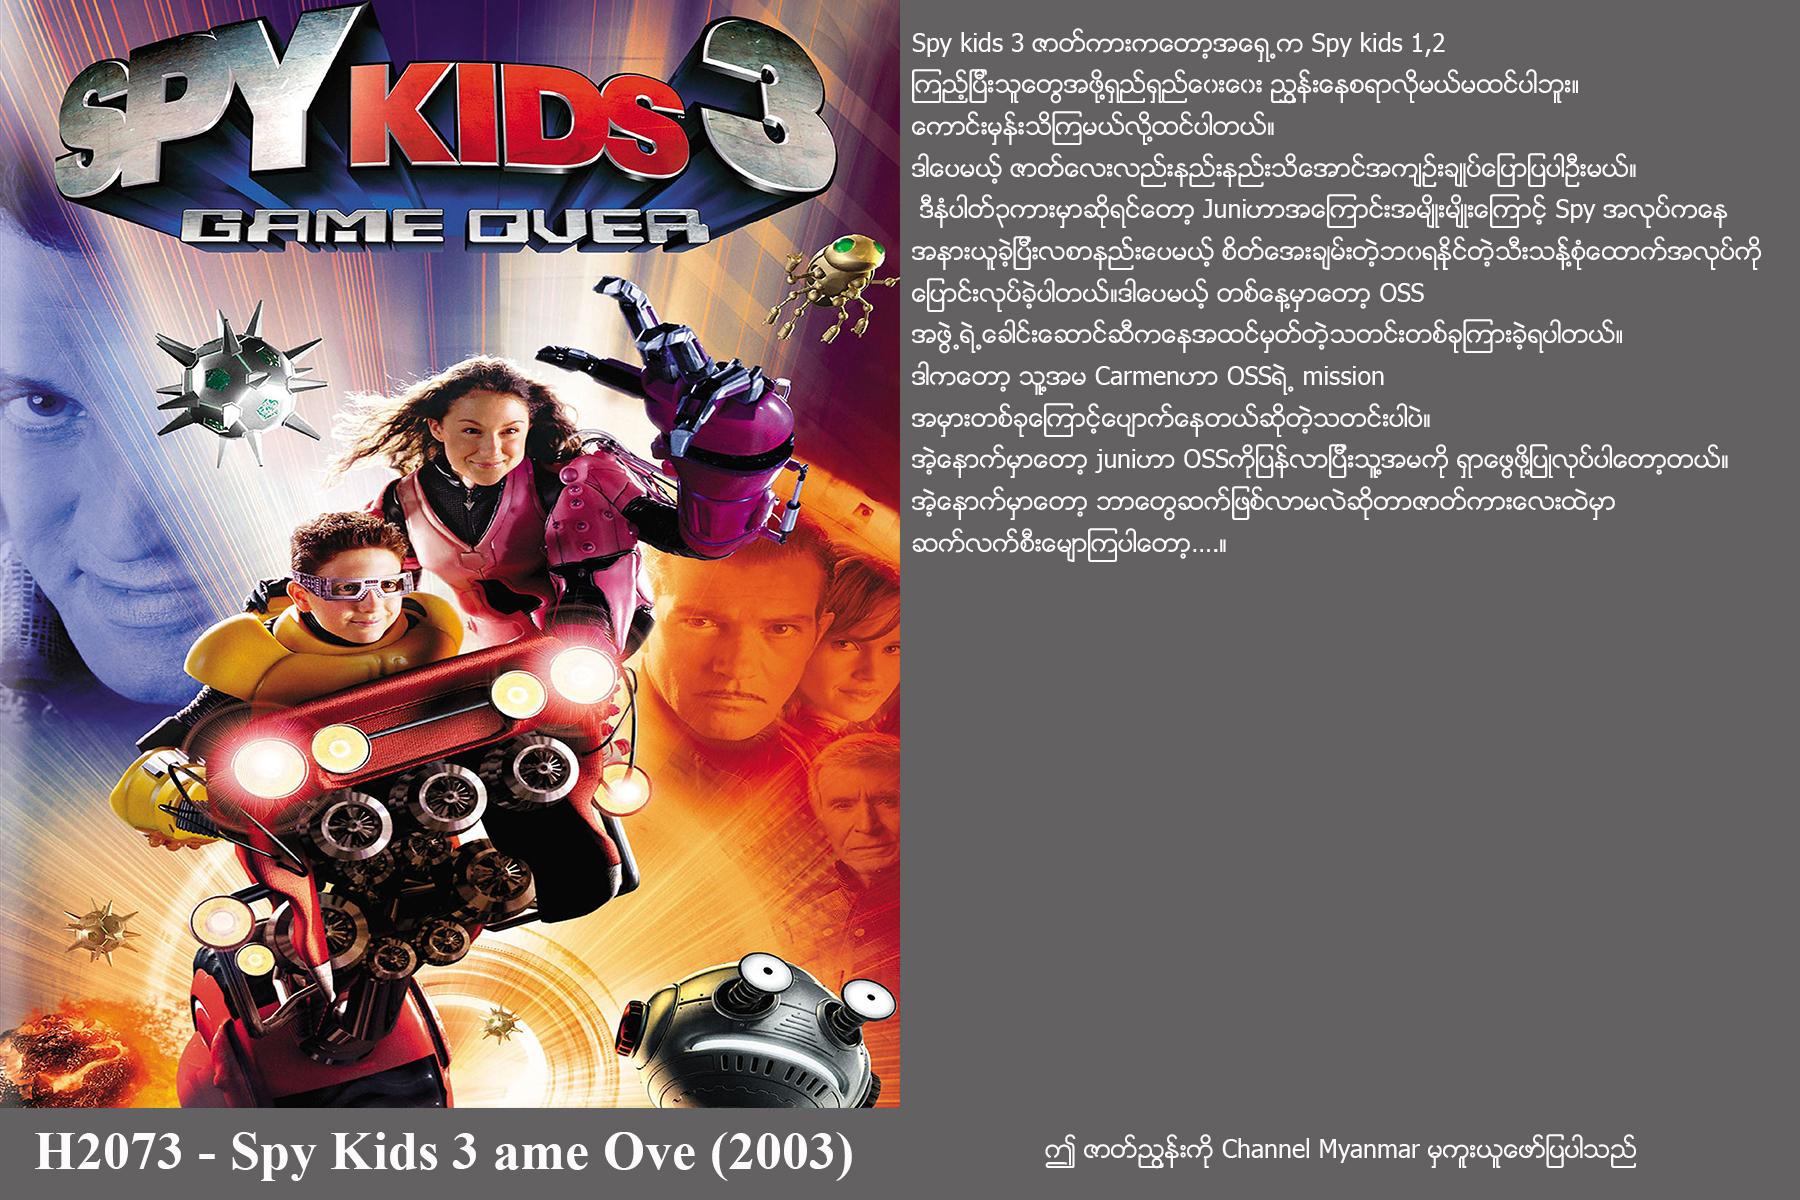 SPY KIDS 3
GAME OVER
Spy kids 3 ဇာတ်ကားကတော့အရှေ့က Spy kids 1,2
ကြည့်ပြီးသူတွေအဖို့ရှည်ရှည်ဝေးဝေး ညွှန်းနေစရာလိုမယ်မထင်ပါဘူး။
ကောင်းမှန်းသိကြမယ်လို့ထင်ပါတယ်။
ဒါပေမယ့် ဇာတ်လေးလည်းနည်းနည်းသိအောင်အကျဉ်းချုပ်ပြောပြပါဦးမယ်။
ဒီနံပါတ်၃ကားမှာဆိုရင်တော့ Juniဟာအကြောင်းအမျိုးမျိုးကြောင့် Spy အလုပ်ကနေ
အနားယူခဲ့ပြီးလစာနည်းပေမယ့် စိတ်အေးချမ်းတဲ့ဘဝရနိုင်တဲ့သီးသန့်စုံထောက်အလုပ်ကို
ပြောင်းလုပ်ခဲ့ပါတယ်။ဒါပေမယ့် တစ်နေ့မှာတော့ OSS
အဖွဲ့ရဲ့ခေါင်းဆောင်ဆီကနေအထင်မှတ်တဲ့သတင်းတစ်ခုကြားခဲ့ရပါတယ်။
ဒါကတော့ သူ့အမ Carmenဟာ OSSရဲ့ mission
အမှားတစ်ခုကြောင့်ပျောက်နေတယ်ဆိုတဲ့သတင်းပါပဲ။
အဲ့နောက်မှာတော့ juniဟာ OSSကိုပြန်လာပြီးသူ့အမကို ရှာဖွေဖို့ပြုလုပ်ပါတော့တယ်။
အဲ့နောက်မှာတော့ ဘာတွေဆက်ဖြစ်လာမလဲဆိုတာဇာတ်ကားလေးထဲမှာ
ဆက်လက်စီးမျောကြပါတော့....။
H2073 - Spy Kids 3 ame Ove (2003)
ဤ ဇာတ်ညွှန်းကို Channel Myanmar မှကူးယူဖော်ပြပါသည်